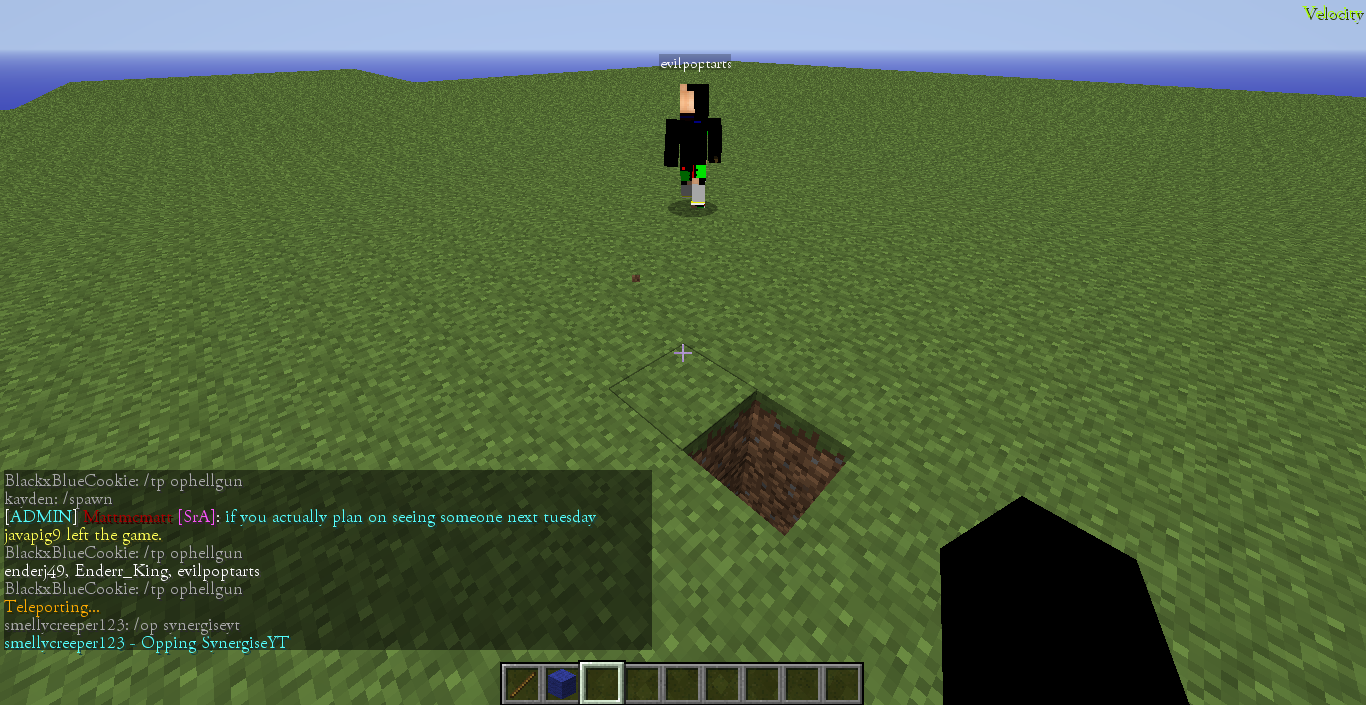 Velocity
evilpoptarts
BlackxBlueCookie: /tp ophellgun
kayden: /spawn
[ADMIN] Mattmcmatt [SrA]: if you actually plan on seeing someone next tuesday
javapig9 left the game.
BlackxBlueCookie: /tp ophellgun
enderj49, Enderr_King, evilpoptarts
BlackxBlueCookie: /tp ophellgun
Teleporting...
smellycreeper123: /op synergiseyt
smellycreeper123 - Opping SynergiseYT